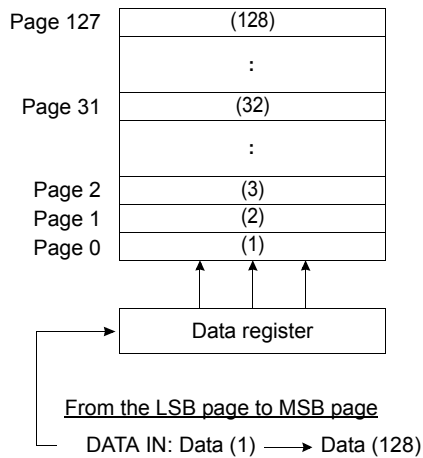 Page 127 (128)
:
Page 31 (32)
:
Page 2 (3)
Page 1 (2)
Page 0 (1)
Data register
From the LSB page to MSB page
DATA IN: Data (1) Data (128)